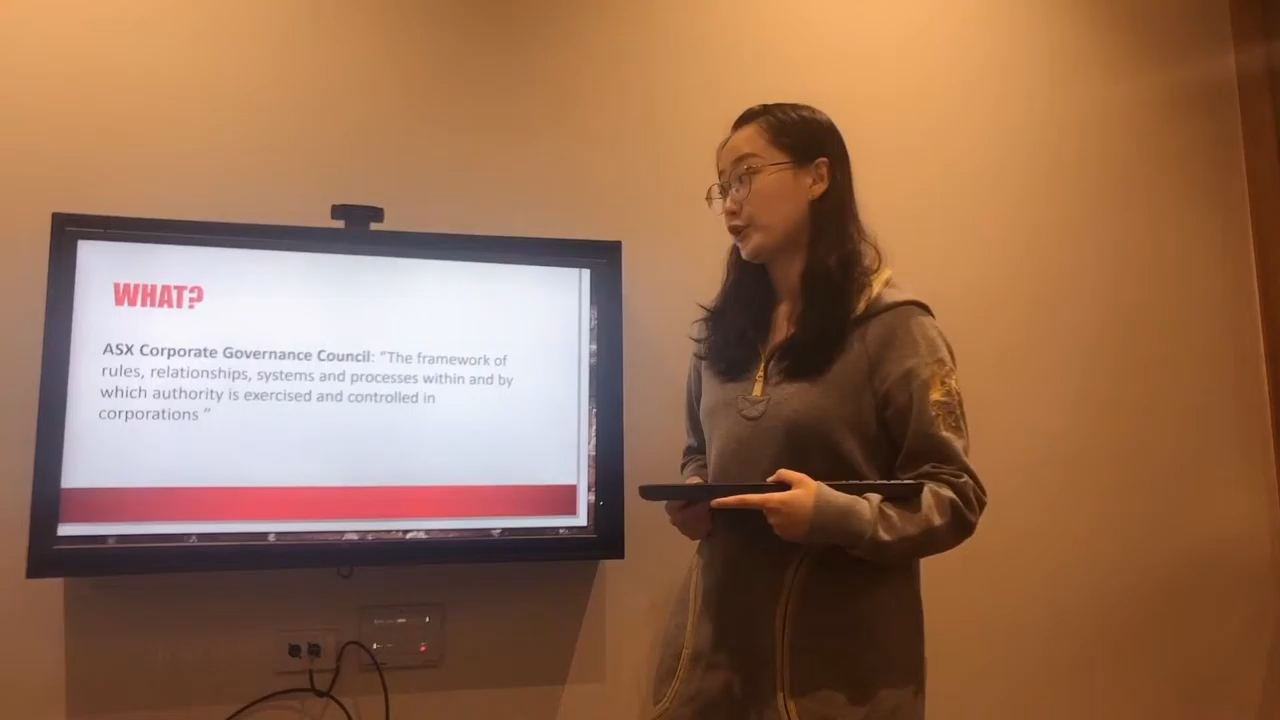 WHAT?
ASX Corporate Governance Council: “The framework of
rules, relationships, systems and processes within and by
which authority is exercised and controlled in
corporations ”